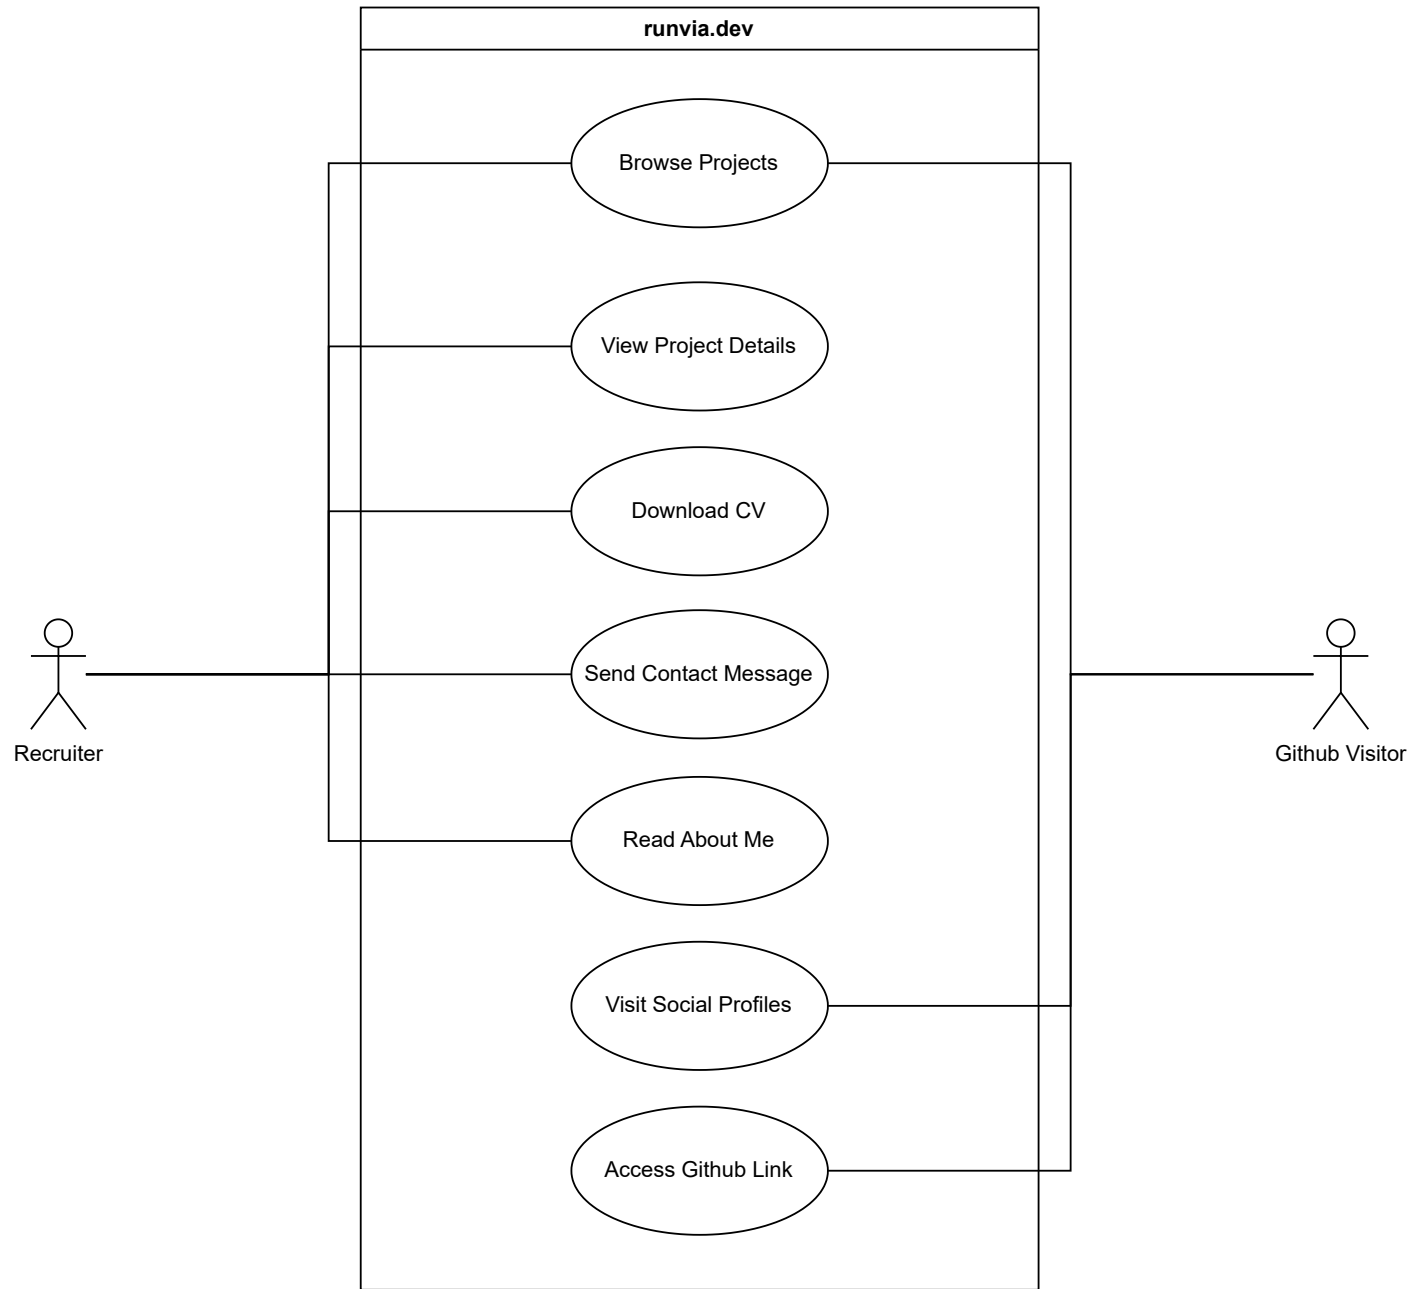 runvia.dev
Browse Projects
View Project Details
Download CV
Send Contact Message
Recruiter
Github Visitor
Read About Me
Visit Social Profiles
Access Github Link